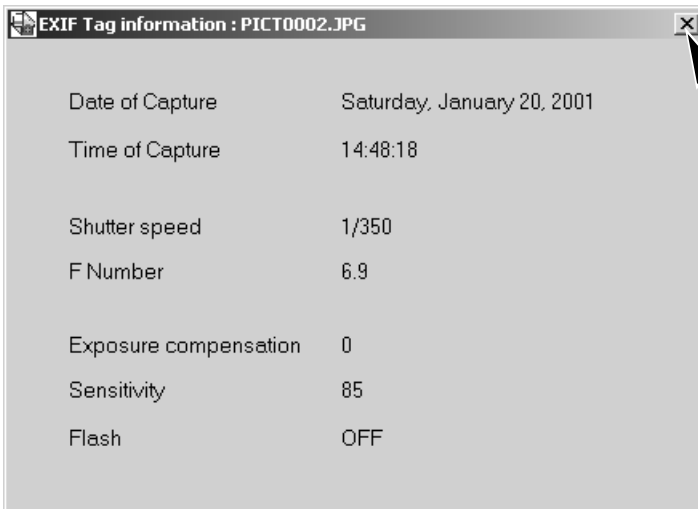 EXIF Tag information : PICT0002.JPG
Date of Capture Saturday, January 20, 2001
Time of Capture 14:48:18
Shutter speed 1/350
F Number 6.9
Exposure compensation 0
Sensitivity 85
Flash OFF